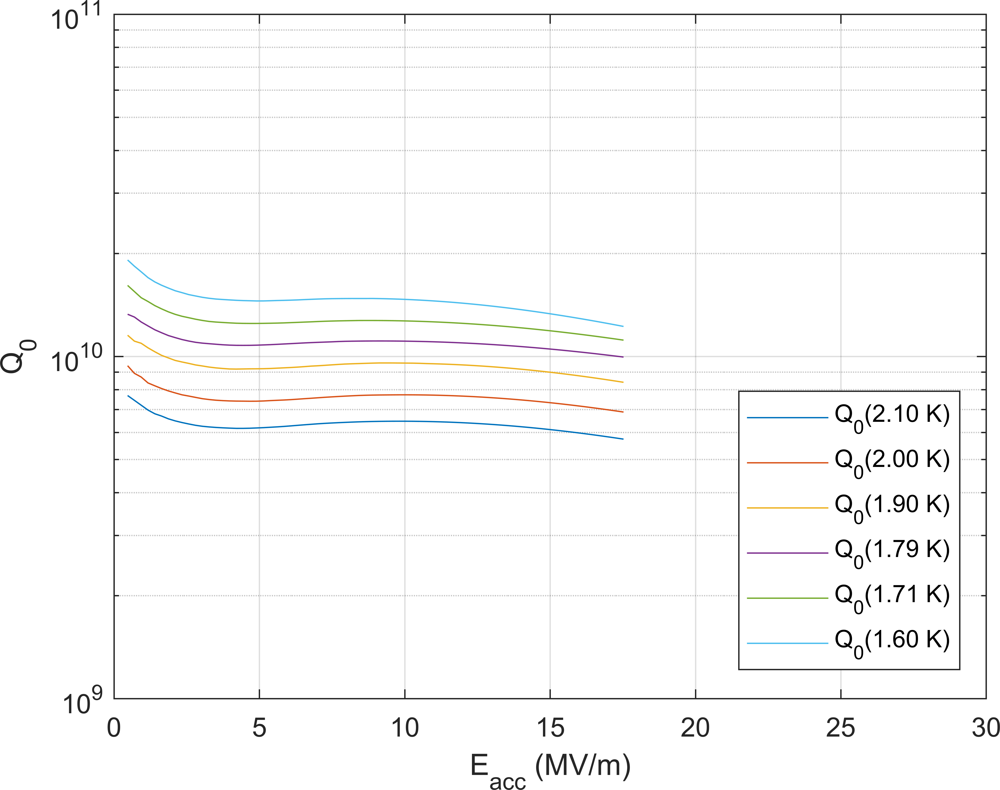 10^11
10^10
10^9
Q_0
0 5 10 15 20 25 30
E_acc (MV/m)
Q_0(2.10 K)
Q_0(2.00 K)
Q_0(1.90 K)
Q_0(1.79 K)
Q_0(1.71 K)
Q_0(1.60 K)